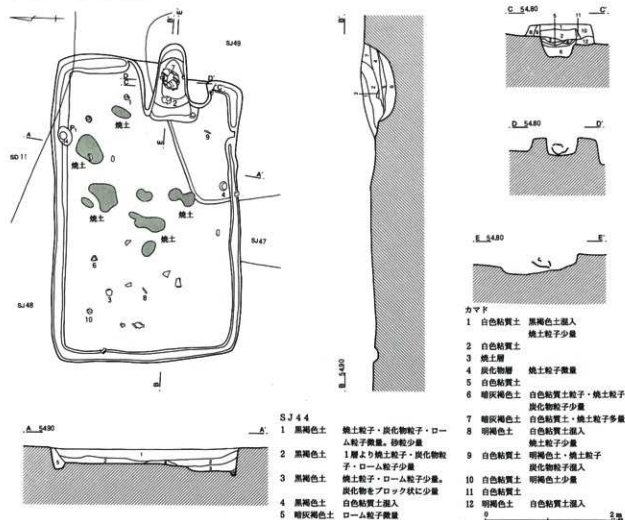 SJ49
SD11
SJ47
SJ48
焼土
焼土
焼土
焼土
焼土
P₁
A A'
B B'
C C'
D D'
E E'
C 54.80 C'
D 54.80 D'
E 54.80 E'
B 54.90
A 54.90 A'
カマド
1 白色粘質土 黒褐色土混入
焼土粒子少量
2 白色粘質土
3 焼土層
4 炭化物層 焼土粒子微量
5 白色粘質土
6 暗灰褐色土 白色粘質土粒子・焼土粒子
炭化物粒子少量
7 暗灰褐色土 白色粘質土・焼土粒子多量
8 明褐色土 白色粘質土混入
焼土粒子少量
9 白色粘質土 明褐色土・焼土粒子
炭化物粒子混入
10 白色粘質土 明褐色土少量
11 白色粘質土
12 明褐色土 白色粘質土混入
SJ44
1 黒褐色土 焼土粒子・炭化物粒子・ロー
ム粒子微量。砂粒少量
2 黒褐色土 1層より焼土粒子・炭化物粒
子・ローム粒子少量
3 黒褐色土 焼土粒子・ローム少量。
炭化物をブロック状に少量
4 黒褐色土 白色粘質土混入
5 暗灰褐色土 ローム粒子微量
0 2m